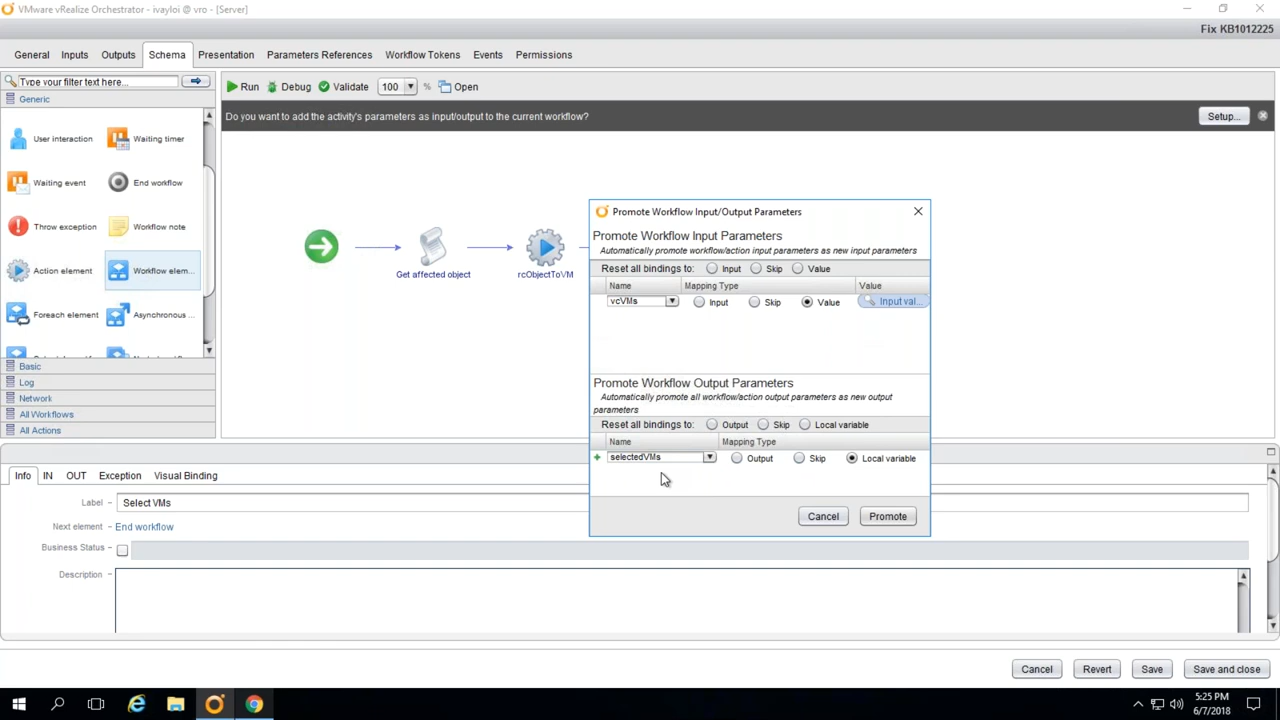 VMware vRealize Orchestrator - ivayloi @ vro - [Server]
Fix KB1012225
General Inputs Outputs Schema Presentation Parameters References Workflow Tokens Events Permissions
Type your filter text here...
Run Debug Validate 100 % Open
Generic
Do you want to add the activity's parameters as input/output to the current workflow?
Setup...
User interaction Waiting timer
Waiting event End workflow
Throw exception Workflow note
Action element Workflow elem...
Foreach element Asynchronous ...
Basic
Log
Network
All Workflows
All Actions
Get affected object
rcObjectToVM
Promote Workflow Input/Output Parameters
Promote Workflow Input Parameters
Automatically promote workflow/action input parameters as new input parameters
Reset all bindings to: Input Skip Value
Name Mapping Type Value
vcVMs Input Skip Value Input val...
Promote Workflow Output Parameters
Automatically promote all workflow/action output parameters as new output
parameters
Reset all bindings to: Output Skip Local variable
Name Mapping Type
selectedVMs Output Skip Local variable
Cancel Promote
Info IN OUT Exception Visual Binding
Label Select VMs
Next element End workflow
Business Status
Description
Cancel Revert Save Save and close
5:25 PM
6/7/2018